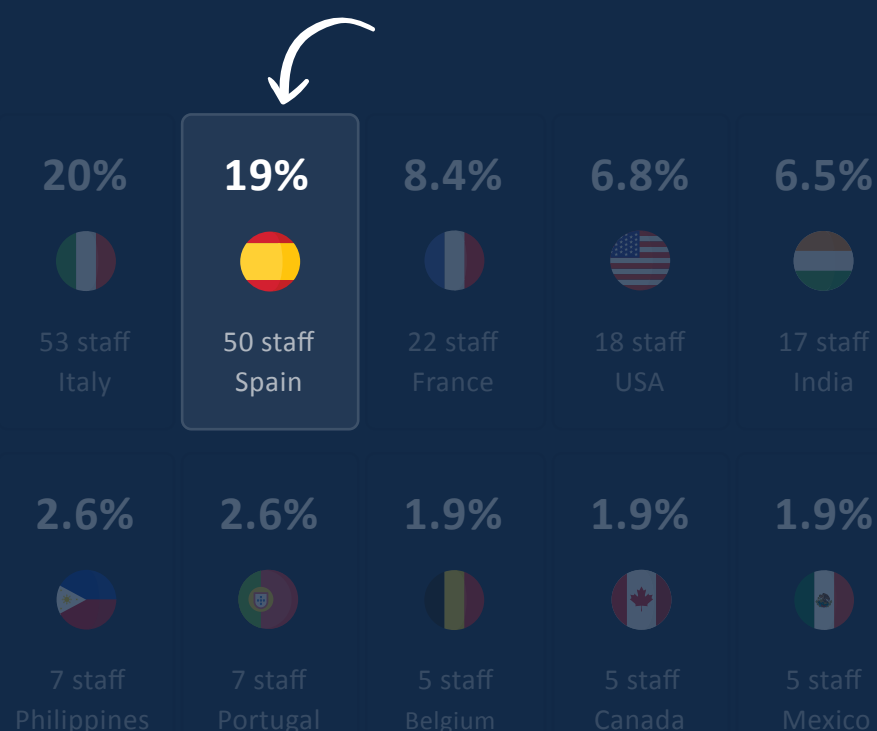 20% 19% 8.4% 6.8% 6.5%
53 staff 50 staff 22 staff 18 staff 17 staff
Italy Spain France USA India
2.6% 2.6% 1.9% 1.9% 1.9%
7 staff 7 staff 5 staff 5 staff 5 staff
Philippines Portugal Belgium Canada Mexico